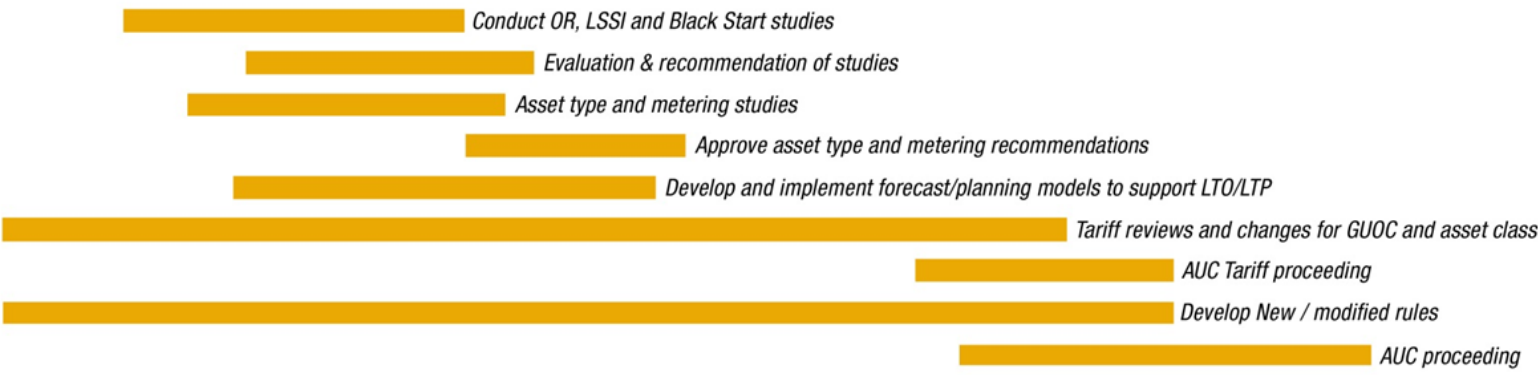 Conduct OR, LSSI and Black Start studies
Evaluation & recommendation of studies
Asset type and metering studies
Approve asset type and metering recommendations
Develop and implement forecast/planning models to support LTO/LTP
Tariff reviews and changes for GUOC and asset class
AUC Tariff proceeding
Develop New / modified rules
AUC proceeding